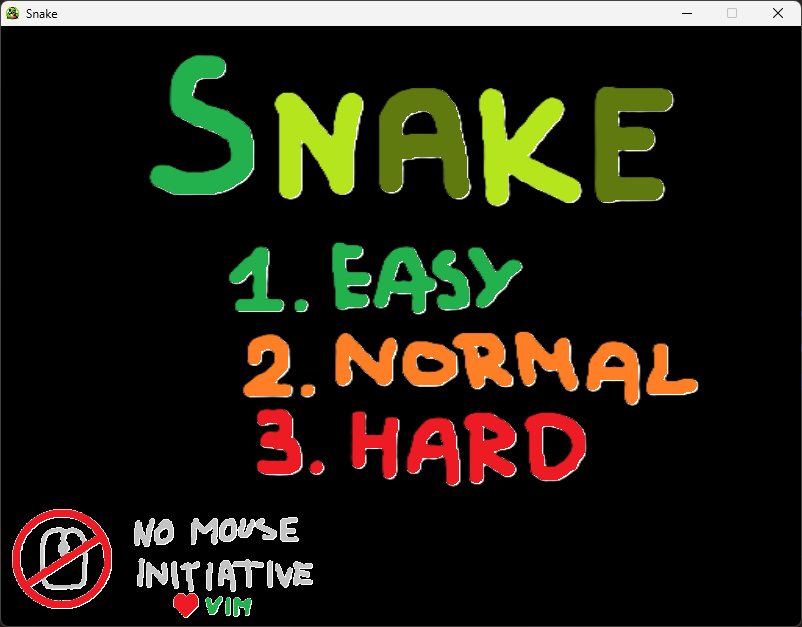 Snake
SNAKE
1. EASY
2. NORMAL
3. HARD
NO MOUSE
INITIATIVE
VIM